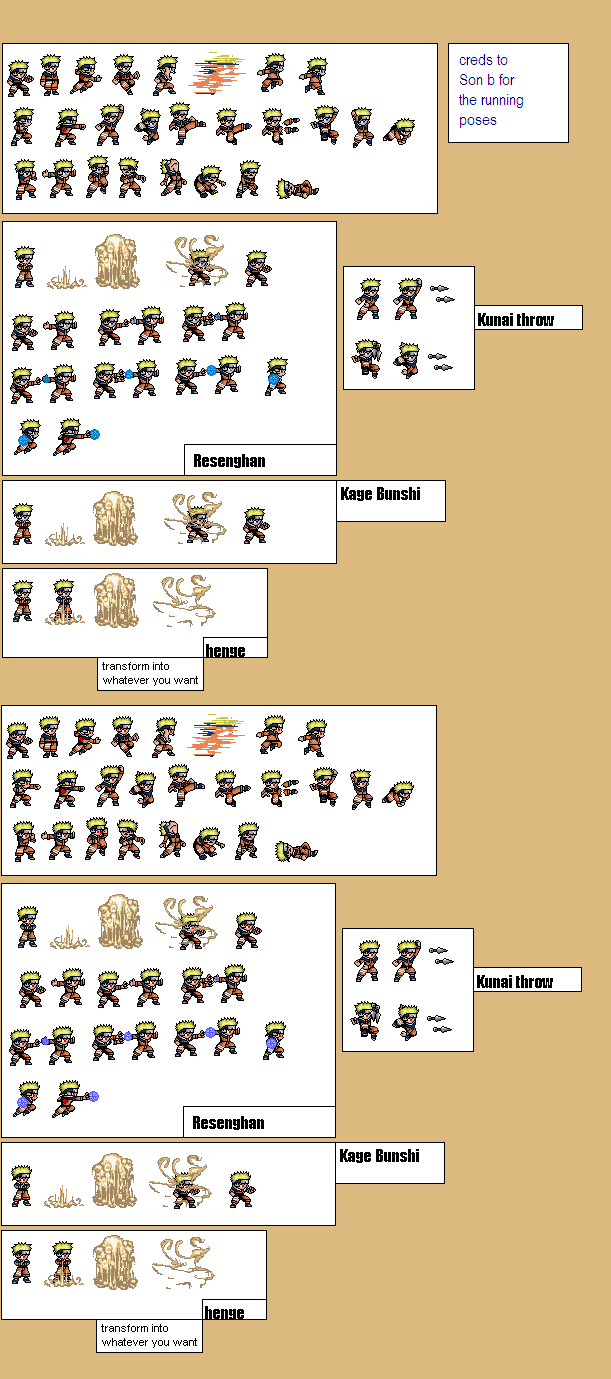 creds to
Son b for
the running
poses
Kunai throw
Resenghan
Kage Bunshi
henge
transform into
whatever you want
Kunai throw
Resenghan
Kage Bunshi
henge
transform into
whatever you want